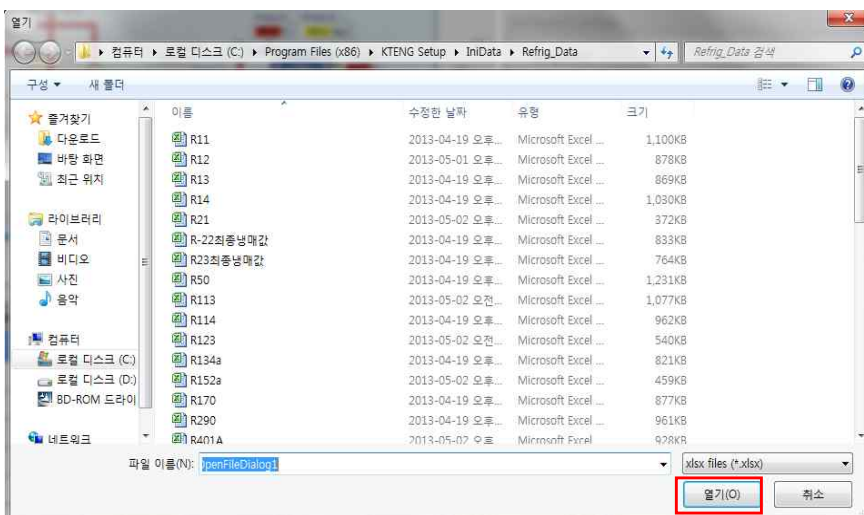 열기
컴퓨터 ▸ 로컬 디스크 (C:) ▸ Program Files (x86) ▸ KTENG Setup ▸ IniData ▸ Refrig_Data
Refrig_Data 검색
구성 새 폴더
이름 수정한 날짜 유형 크기
즐겨찾기
다운로드
바탕 화면
최근 위치
라이브러리
문서
비디오
사진
음악
컴퓨터
로컬 디스크 (C:)
로컬 디스크 (D:)
BD-ROM 드라이
네트워크
R11 2013-04-19 오후... Microsoft Excel ... 1,100KB
R12 2013-05-01 오후... Microsoft Excel ... 878KB
R13 2013-04-19 오후... Microsoft Excel ... 869KB
R14 2013-04-19 오후... Microsoft Excel ... 1,030KB
R21 2013-05-02 오후... Microsoft Excel ... 372KB
R-22최종냉매값 2013-04-19 오후... Microsoft Excel ... 833KB
R23최종냉매값 2013-04-19 오후... Microsoft Excel ... 764KB
R50 2013-04-19 오후... Microsoft Excel ... 1,231KB
R113 2013-05-02 오전... Microsoft Excel ... 1,077KB
R114 2013-04-19 오후... Microsoft Excel ... 962KB
R123 2013-05-02 오전... Microsoft Excel ... 540KB
R134a 2013-04-19 오후... Microsoft Excel ... 821KB
R152a 2013-05-02 오후... Microsoft Excel ... 459KB
R170 2013-04-19 오후... Microsoft Excel ... 877KB
R290 2013-04-19 오후... Microsoft Excel ... 961KB
R401A 2013-05-02 오후 Microsoft Excel 928KB
파일 이름(N): OpenFileDialog1 xlsx files (*.xlsx)
열기(O) 취소